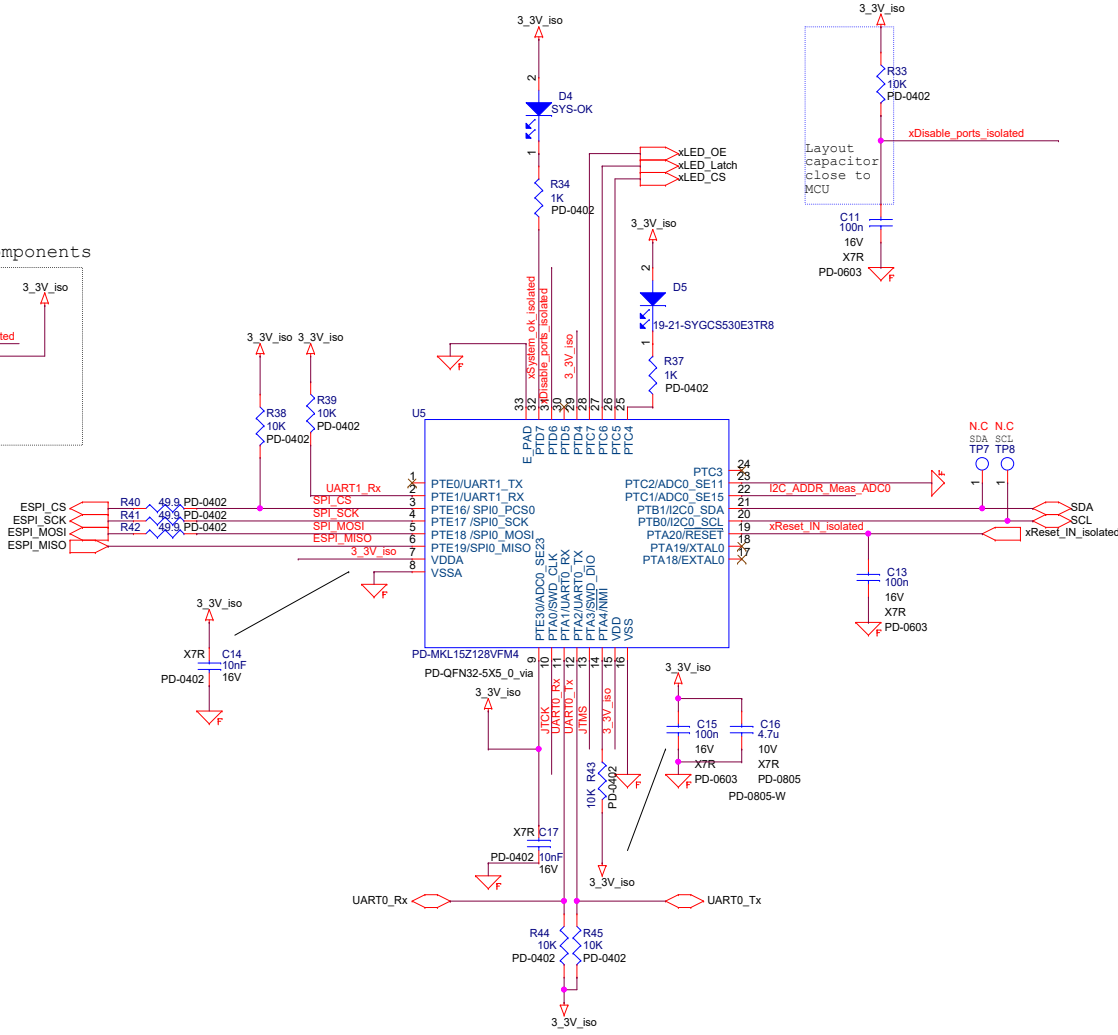 3_3V_iso
3_3V_iso
2
D4
SYS-OK
1
R34
1K
PD-0402
R33
10K
PD-0402
xDisable_ports_isolated
Layout
capacitor
close to
MCU
C11
100n
16V
X7R
PD-0603
xLED_OE
xLED_Latch
xLED_CS
3_3V_iso
2
D5
19-21-SYGCS530E3TR8
1
R37
1K
PD-0402
mponents
3_3V_iso
ted
3_3V_iso
3_3V_iso
R38
10K
PD-0402
R39
10K
PD-0402
xSystem_ok_isolated
xDisable_ports_isolated
3_3V_iso
33
32
31
30
29
28
27
26
25
U5
E_PAD
PTD7
PTD6
PTD5
PTD4
PTC7
PTC6
PTC5
PTC4
N.C
N.C
SDA
SCL
TP7
TP8
1
1
ESPI_CS
ESPI_SCK
ESPI_MOSI
ESPI_MISO
R40
49.9
PD-0402
R41
49.9
PD-0402
R42
49.9
PD-0402
UART1_Rx
SPI_CS
SPI_SCK
SPI_MOSI
ESPI_MISO
3_3V_iso
1
2
3
4
5
6
7
8
PTE0/UART1_TX
PTE1/UART1_RX
PTE16/ SPI0_PCS0
PTE17 /SPI0_SCK
PTE18 /SPI0_MOSI
PTE19/SPI0_MISO
VDDA
VSSA
PTC3
PTC2/ADC0_SE11
PTC1/ADC0_SE15
PTB1/I2C0_SDA
PTB0/I2C0_SCL
PTA20/RESET
PTA19/XTAL0
PTA18/EXTAL0
24
23
22
21
20
19
18
17
I2C_ADDR_Meas_ADC0
xReset_IN_isolated
SDA
SCL
xReset_IN_isolated
PTE30/ADC0_SE23
PTA0/SWD_CLK
PTA1/UART0_RX
PTA2/UART0_TX
PTA3/SWD_DIO
PTA4/NMI
VDD
VSS
C13
100n
16V
X7R
PD-0603
3_3V_iso
X7R
C14
10nF
PD-0402
16V
PD-MKL15Z128VFM4
PD-QFN32-5X5_0_via
9
10
11
12
13
14
15
16
3_3V_iso
JTCK
UART0_Rx
UART0_Tx
JTMS
3_3V_iso
3_3V_iso
C15
100n
16V
X7R
PD-0603
C16
4.7u
10V
X7R
PD-0805
PD-0805-W
10K
R43
PD-0402
X7R
C17
PD-0402
10nF
16V
3_3V_iso
UART0_Rx
UART0_Tx
R44
10K
PD-0402
R45
10K
PD-0402
3_3V_iso